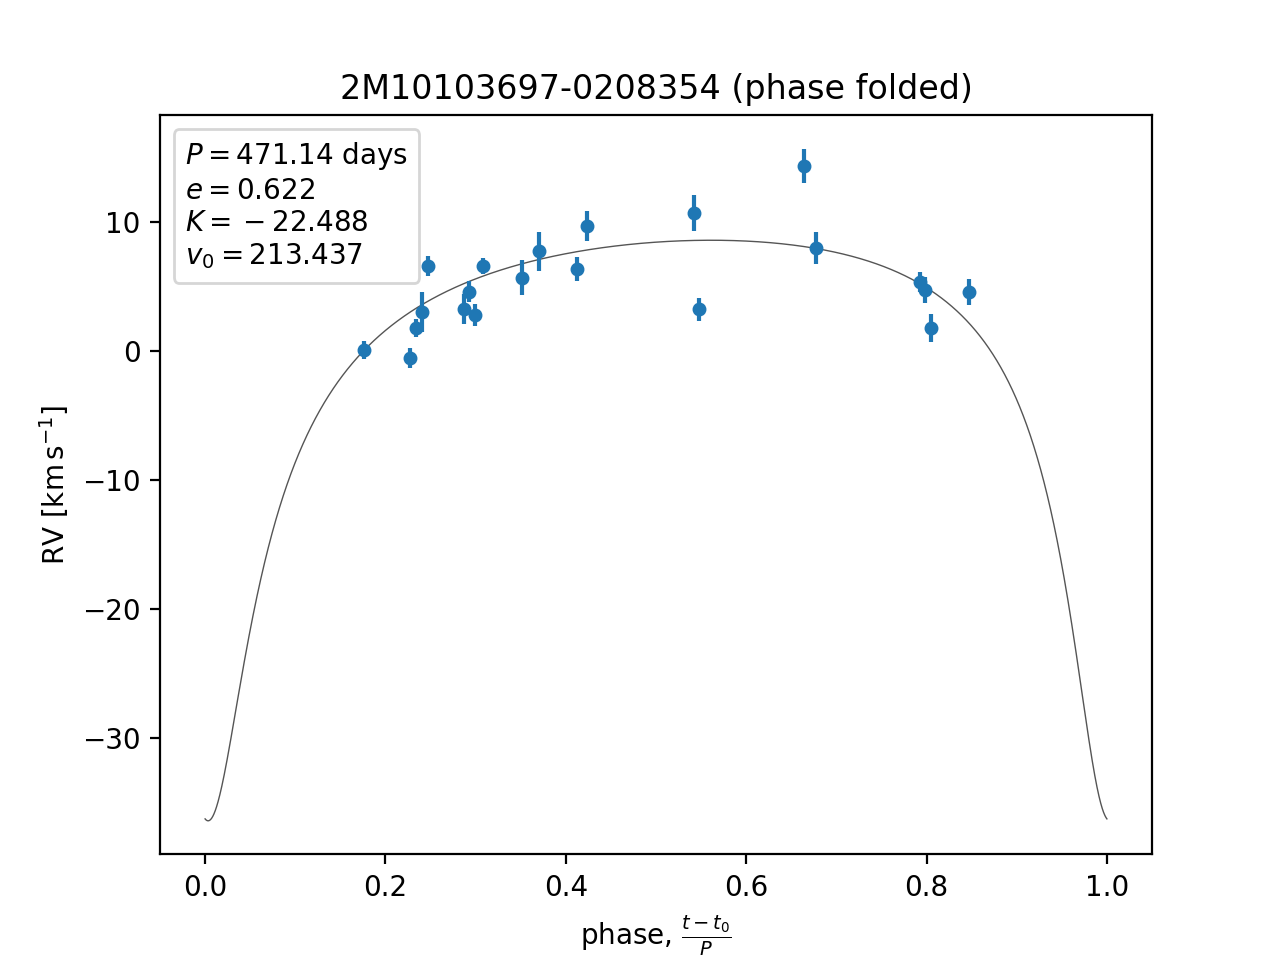 2M10103697-0208354 (phase folded)
P = 471.14 days
e = 0.622
K = −22.488
v₀ = 213.437
RV [km s⁻¹]
10
0
−10
−20
−30
0.0 0.2 0.4 0.6 0.8 1.0
phase, (t − t₀)/P